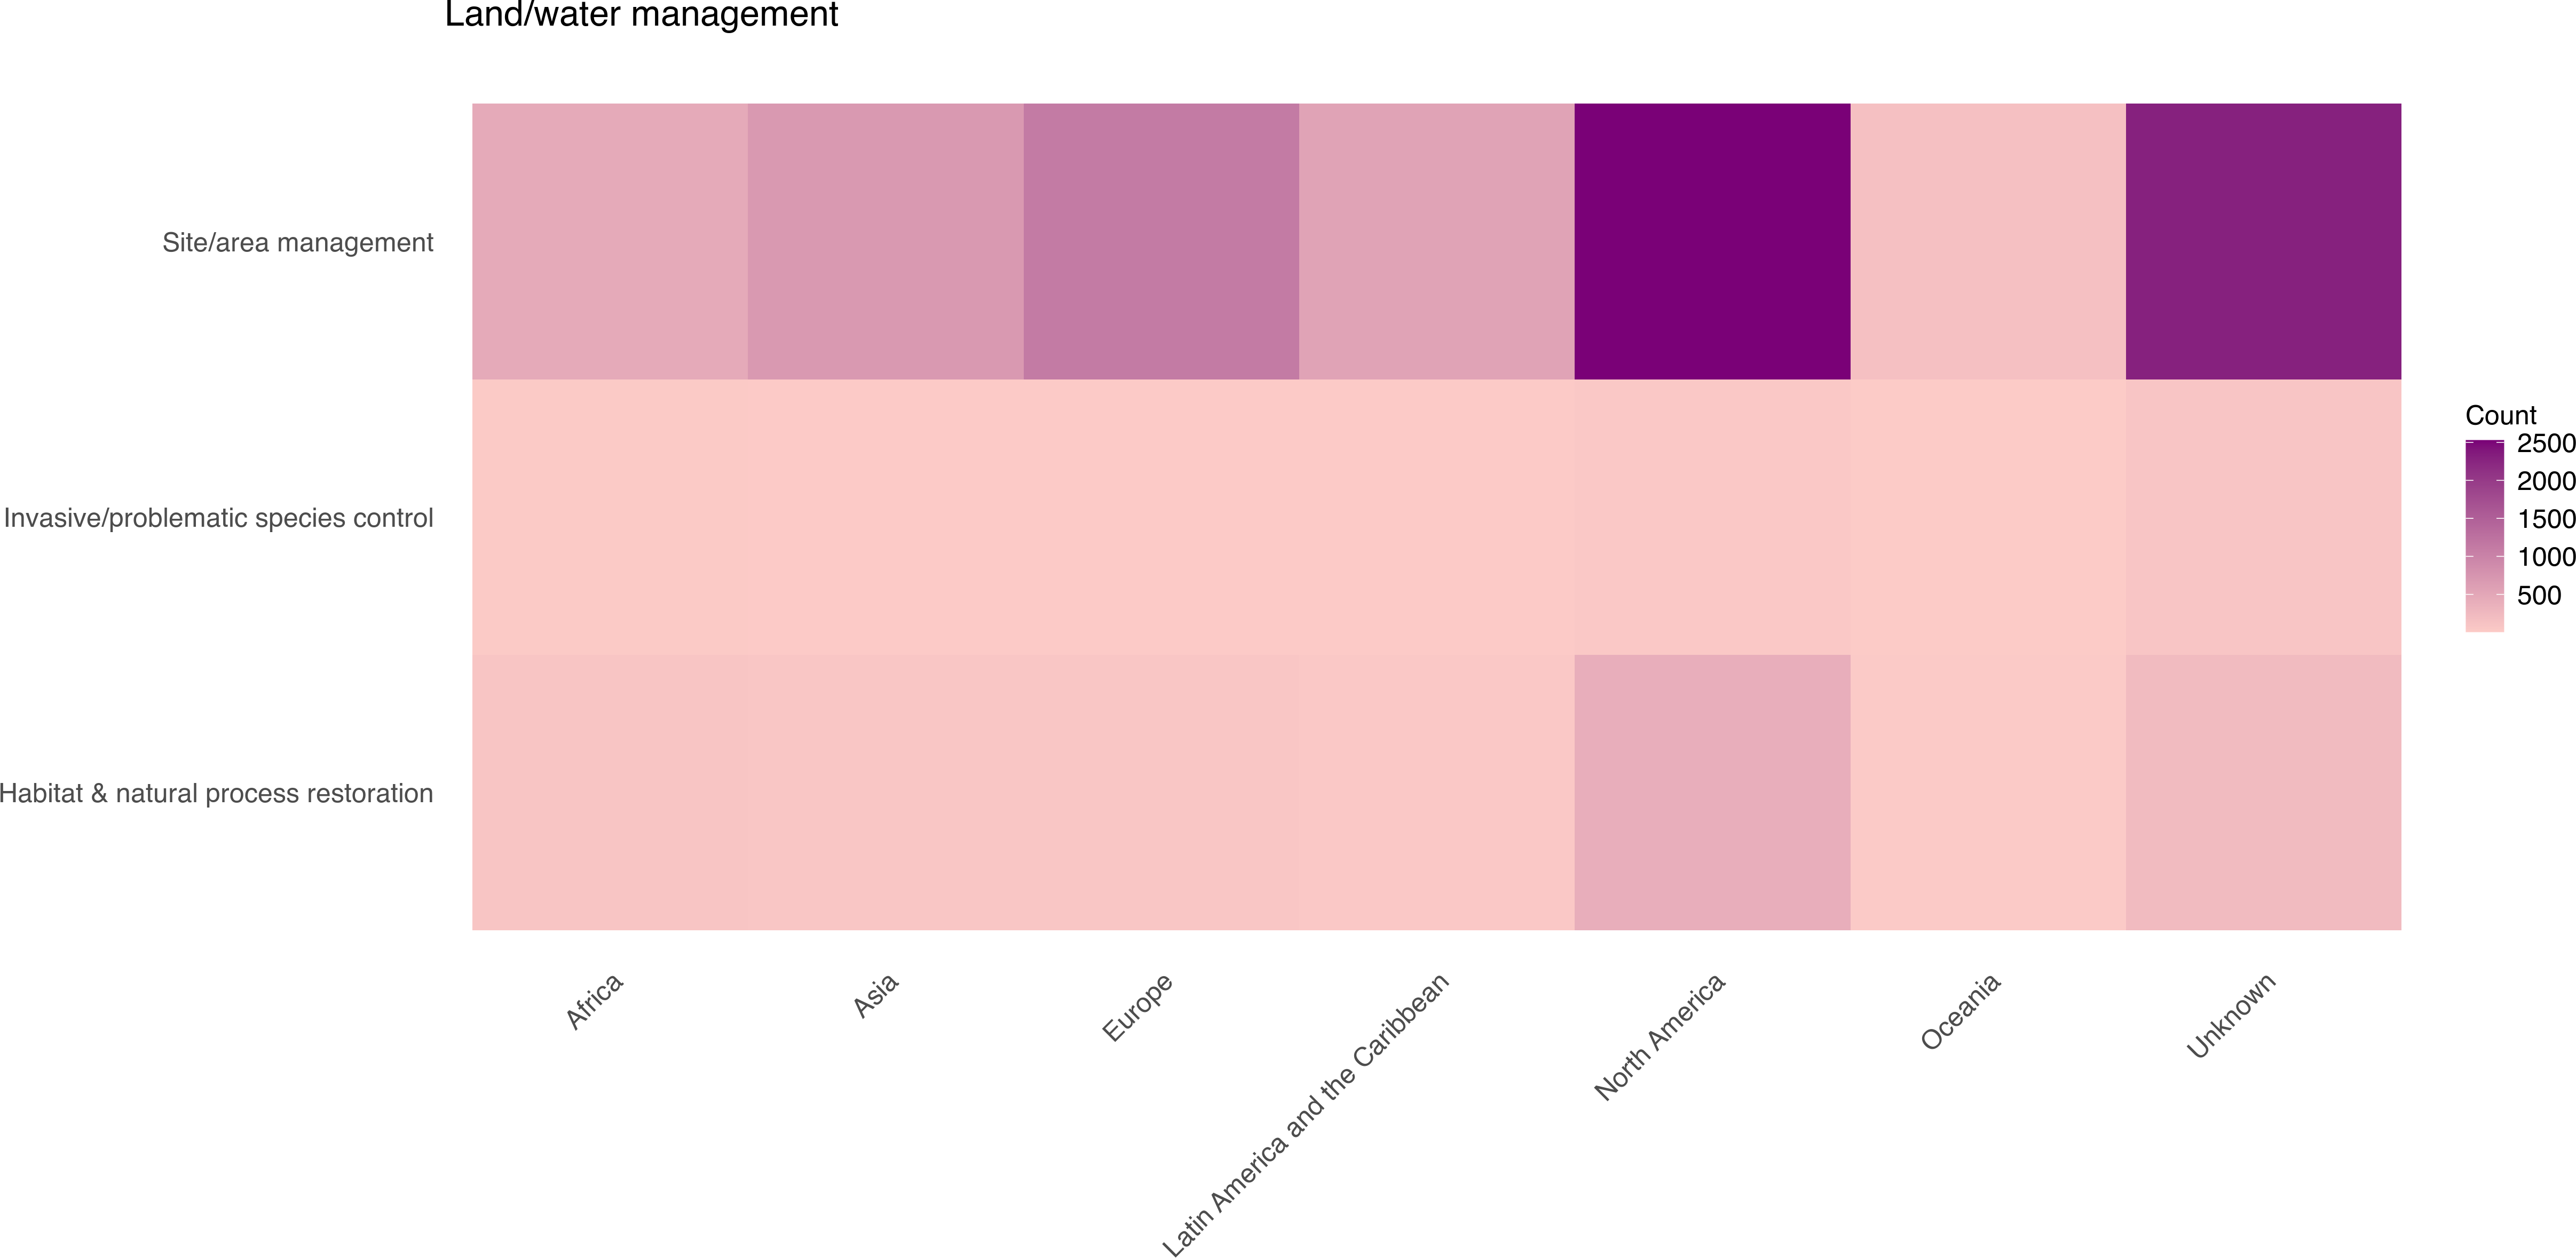 Land/water management
Site/area management
Invasive/problematic species control
Habitat & natural process restoration
Africa
Asia
Europe
Latin America and the Caribbean
North America
Oceania
Unknown
Count
2500
2000
1500
1000
500